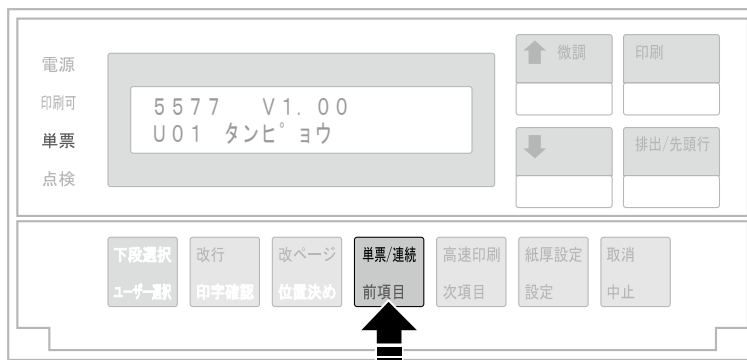 電源
印刷可
単票
点検
5577 V1.00
U01 タンピョウ
微調
印刷
排出/先頭行
下段選択
ユーザー選択
改行
印字確認
改ページ
位置決め
単票/連続
前項目
高速印刷
次項目
紙厚設定
設定
取消
中止